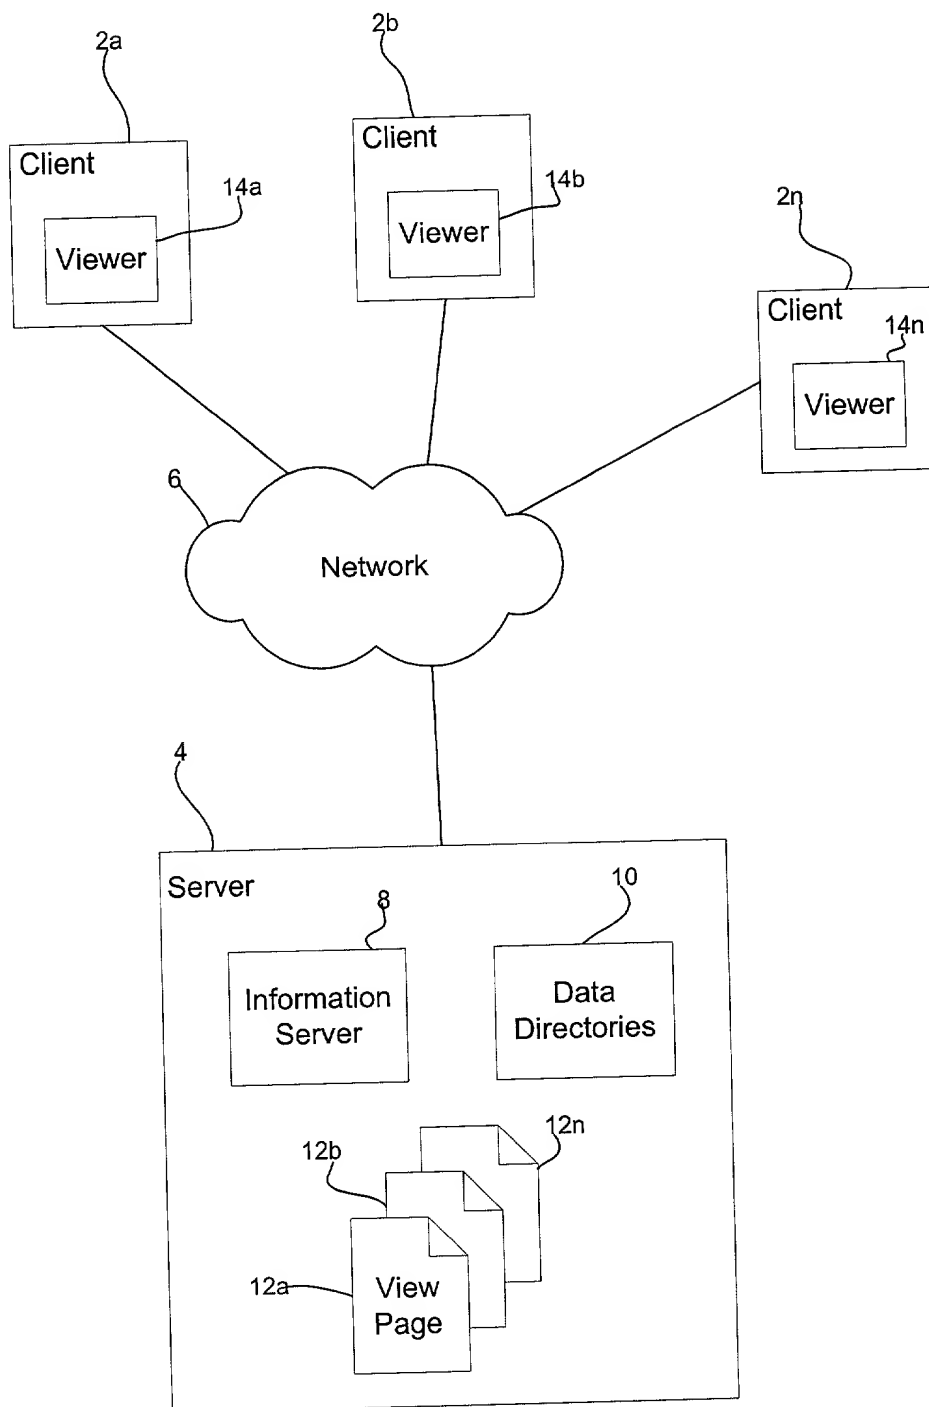 2a
2b
Client
Client
14a
14b
2n
Viewer
Viewer
Client
14n
Viewer
6
Network
4
Server
8
10
Information
Server
Data
Directories
12n
12b
12a
View
Page